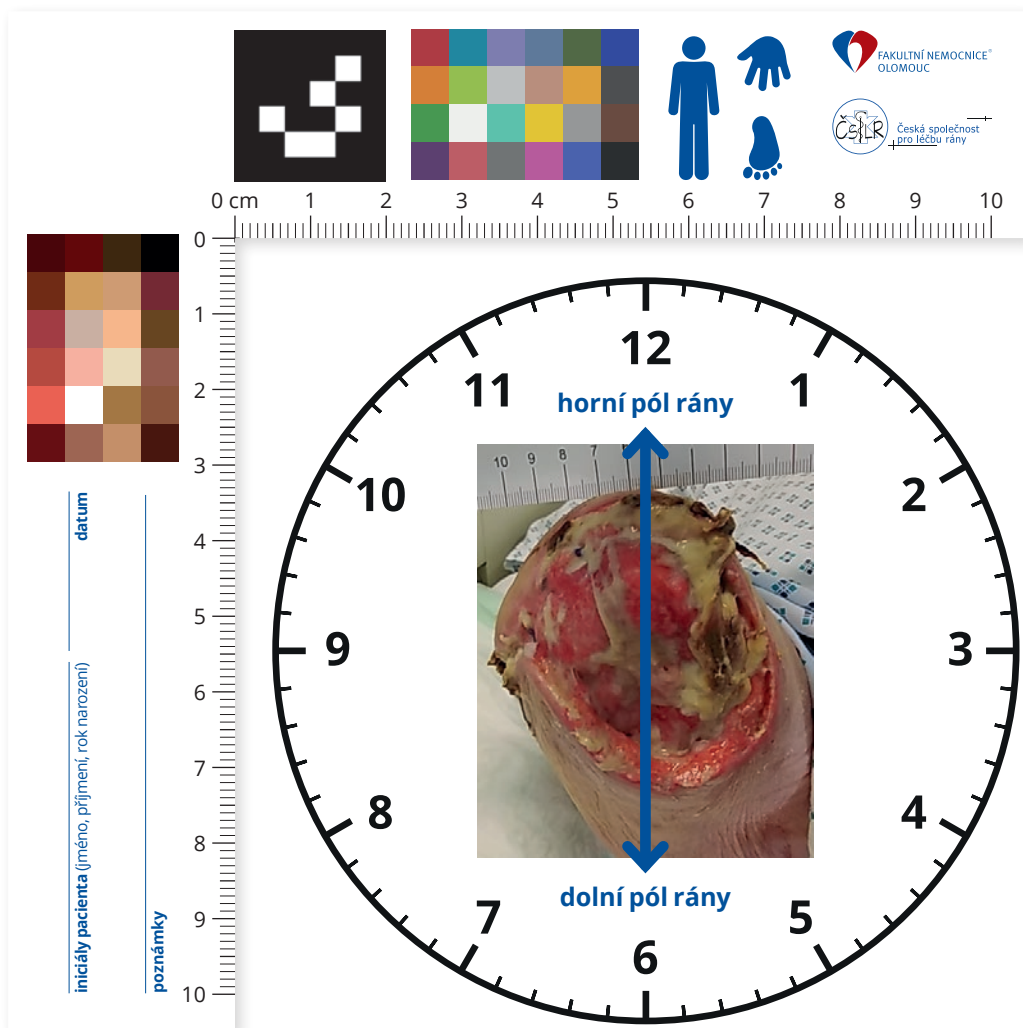 FAKULTNÍ NEMOCNICE®
OLOMOUC
ČSLR
Česká společnost
pro léčbu rány
0 cm 1 2 3 4 5 6 7 8 9 10
0
1
2
3
4
5
6
7
8
9
10
datum
iniciály pacienta (jméno, příjmení, rok narození)
poznámky
12
11
1
horní pól rány
10
2
10 9 8 7
9
3
8
4
dolní pól rány
7
5
6